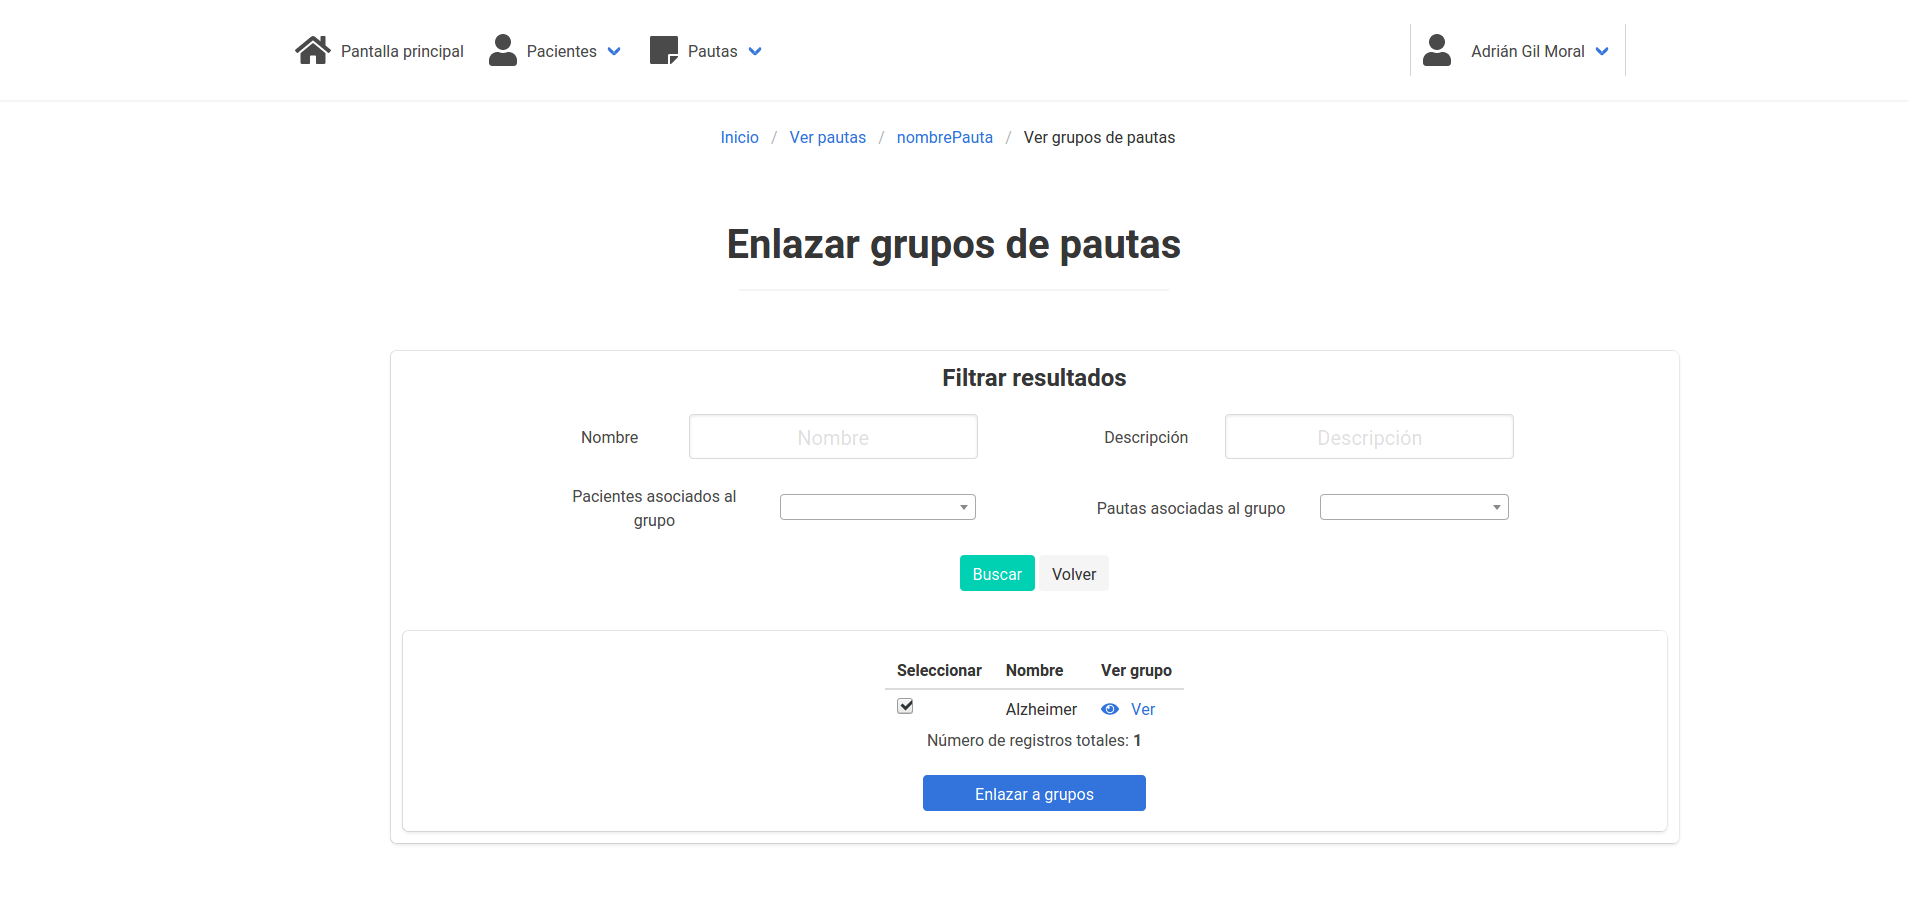 Pantalla principal
Pacientes
Pautas
Adrián Gil Moral
Inicio / Ver pautas / nombrePauta / Ver grupos de pautas
Enlazar grupos de pautas
Filtrar resultados
Nombre
Nombre
Descripción
Descripción
Pacientes asociados al
grupo
Pautas asociadas al grupo
Buscar
Volver
Seleccionar Nombre Ver grupo
Alzheimer Ver
Número de registros totales: 1
Enlazar a grupos